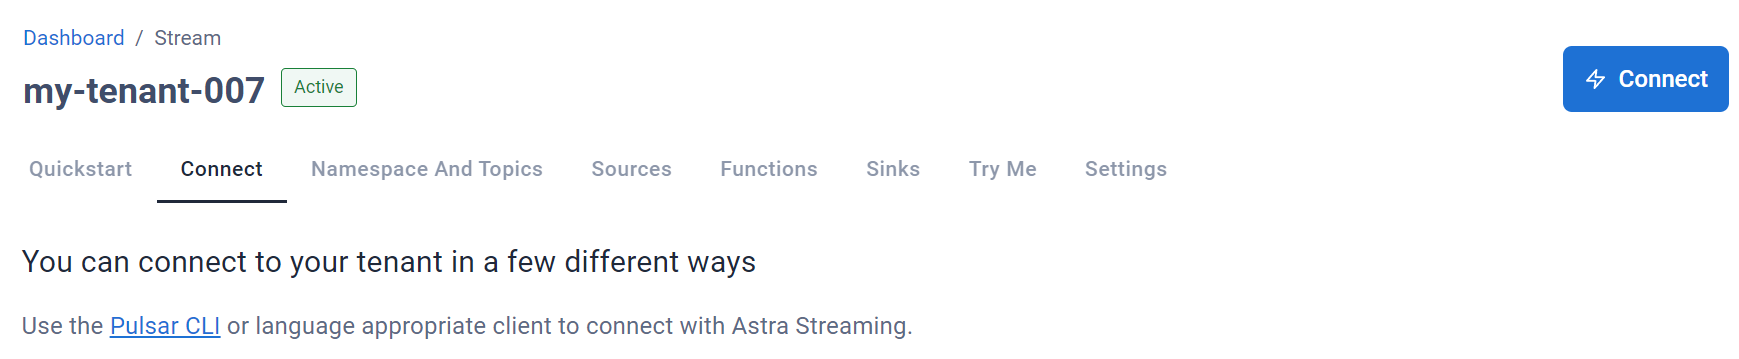 Dashboard / Stream
my-tenant-007 Active
Connect
Quickstart Connect Namespace And Topics Sources Functions Sinks Try Me Settings
You can connect to your tenant in a few different ways
Use the Pulsar CLI or language appropriate client to connect with Astra Streaming.